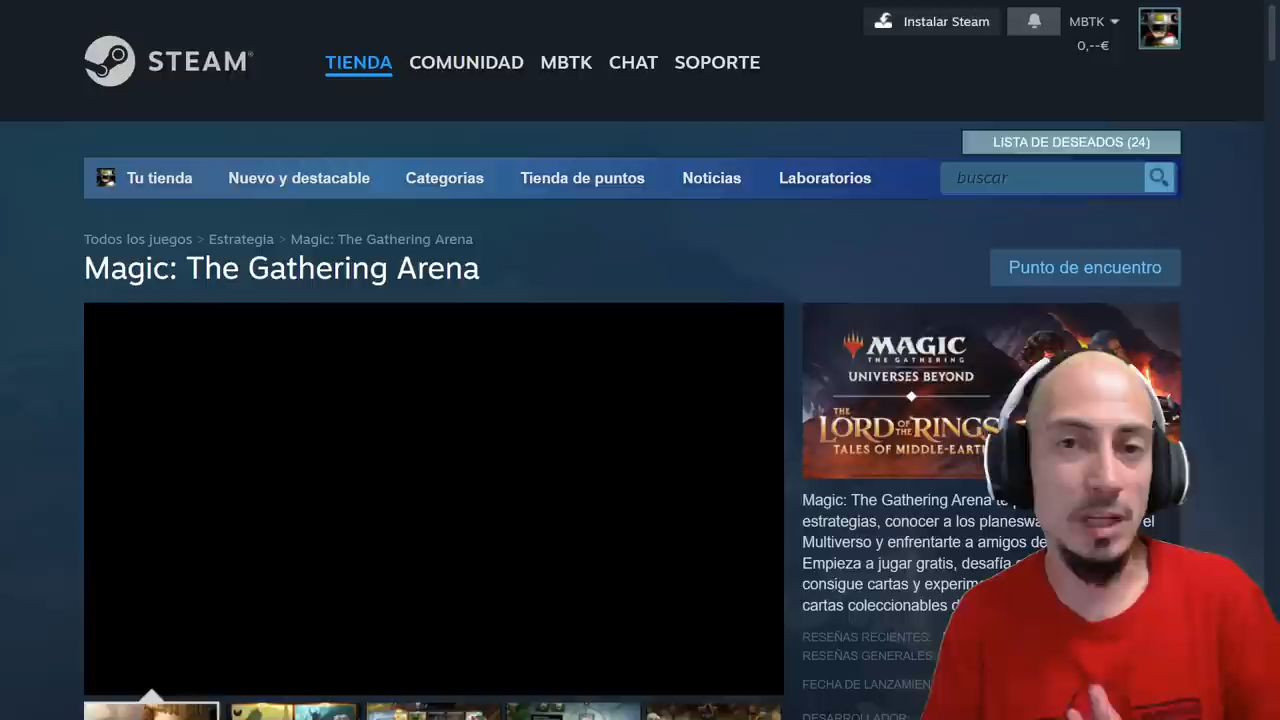 Instalar Steam
MBTK
0,--€
STEAM®
TIENDA COMUNIDAD MBTK CHAT SOPORTE
LISTA DE DESEADOS (24)
Tu tienda Nuevo y destacable Categorias Tienda de puntos Noticias Laboratorios buscar
Todos los juegos > Estrategia > Magic: The Gathering Arena
Magic: The Gathering Arena
Punto de encuentro
MAGIC
THE GATHERING
UNIVERSES BEYOND
THE
LORD OF THE RINGS
TALES OF MIDDLE-EARTH
Magic: The Gathering Arena te
estrategias, conocer a los el
Multiverso y enfrentarte a amigos de
Empieza a jugar gratis, desafía
consigue cartas y
cartas coleccionables
RESEÑAS RECIENTES:
RESEÑAS GENERALES
FECHA DE
DESARROLLADOR: